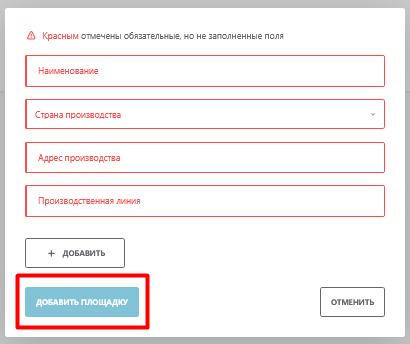 Красным отмечены обязательные, но не заполненные поля
Наименование
Страна производства
Адрес производства
Производственная линия
+ ДОБАВИТЬ
ДОБАВИТЬ ПЛОЩАДКУ
ОТМЕНИТЬ